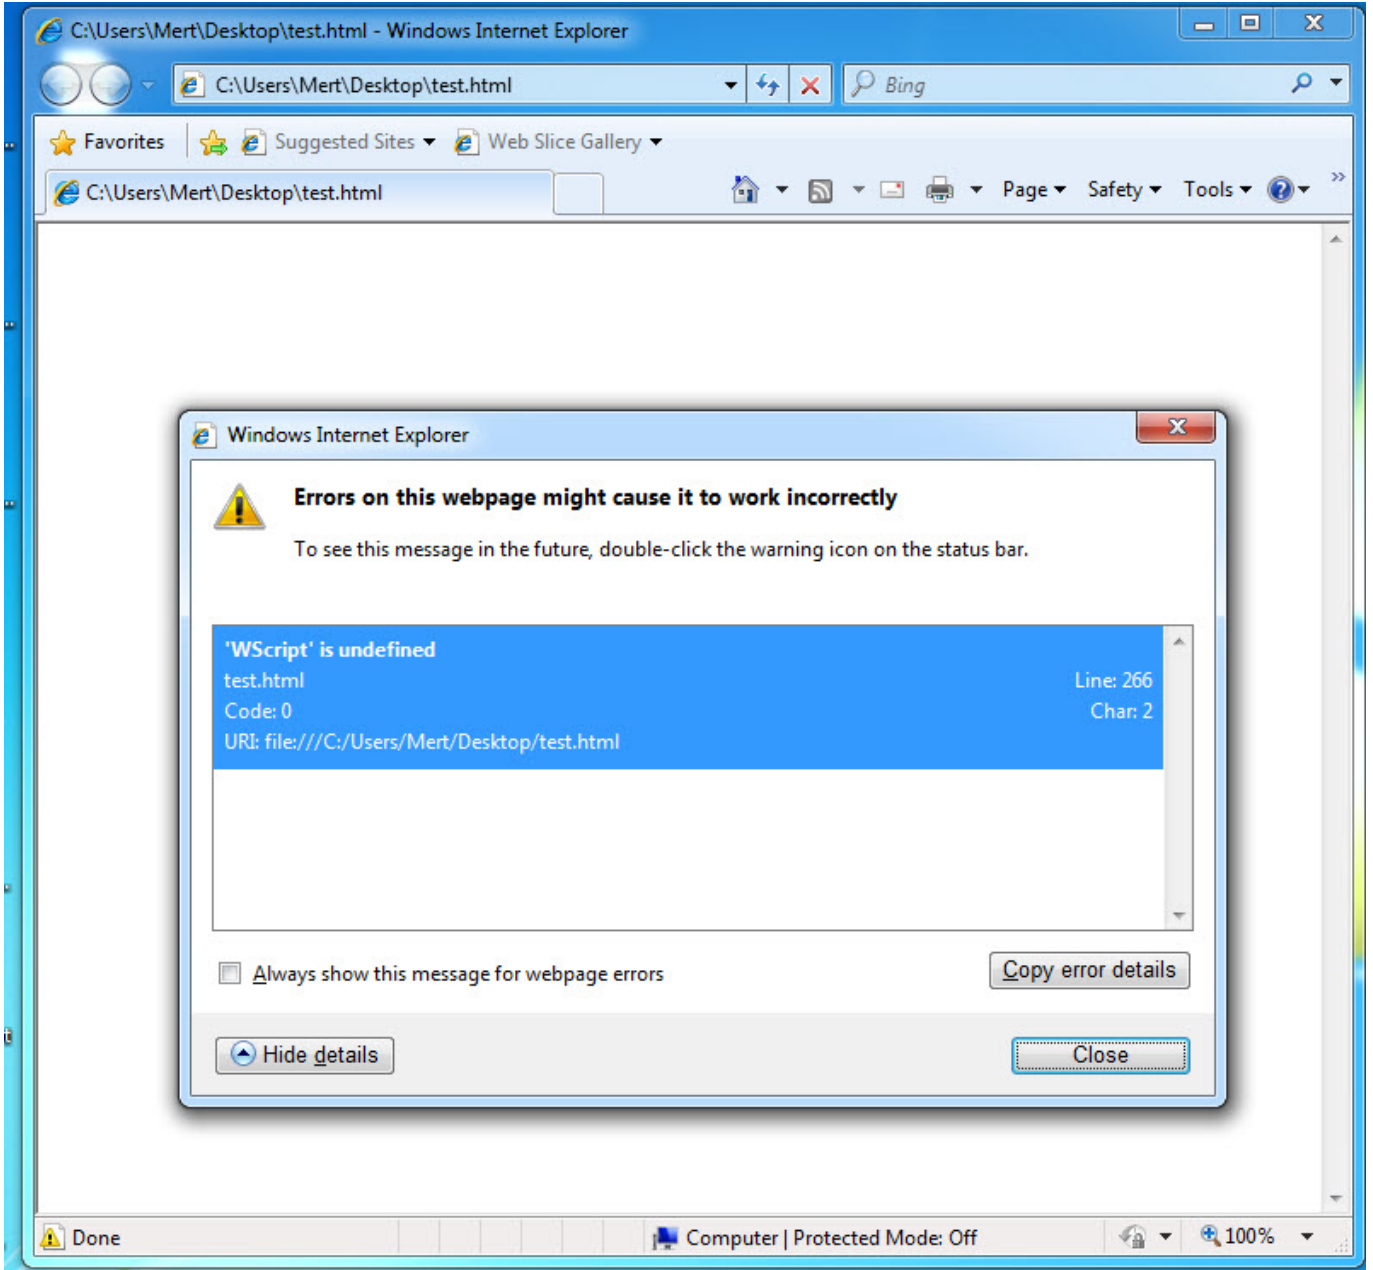 C:\Users\Mert\Desktop\test.html - Windows Internet Explorer
C:\Users\Mert\Desktop\test.html
Bing
Favorites
Suggested Sites
Web Slice Gallery
C:\Users\Mert\Desktop\test.html
Page
Safety
Tools
Windows Internet Explorer
Errors on this webpage might cause it to work incorrectly
To see this message in the future, double-click the warning icon on the status bar.
'WScript' is undefined
test.html Line: 266
Code: 0 Char: 2
URI: file:///C:/Users/Mert/Desktop/test.html
Always show this message for webpage errors
Copy error details
Hide details
Close
Done
Computer | Protected Mode: Off
100%